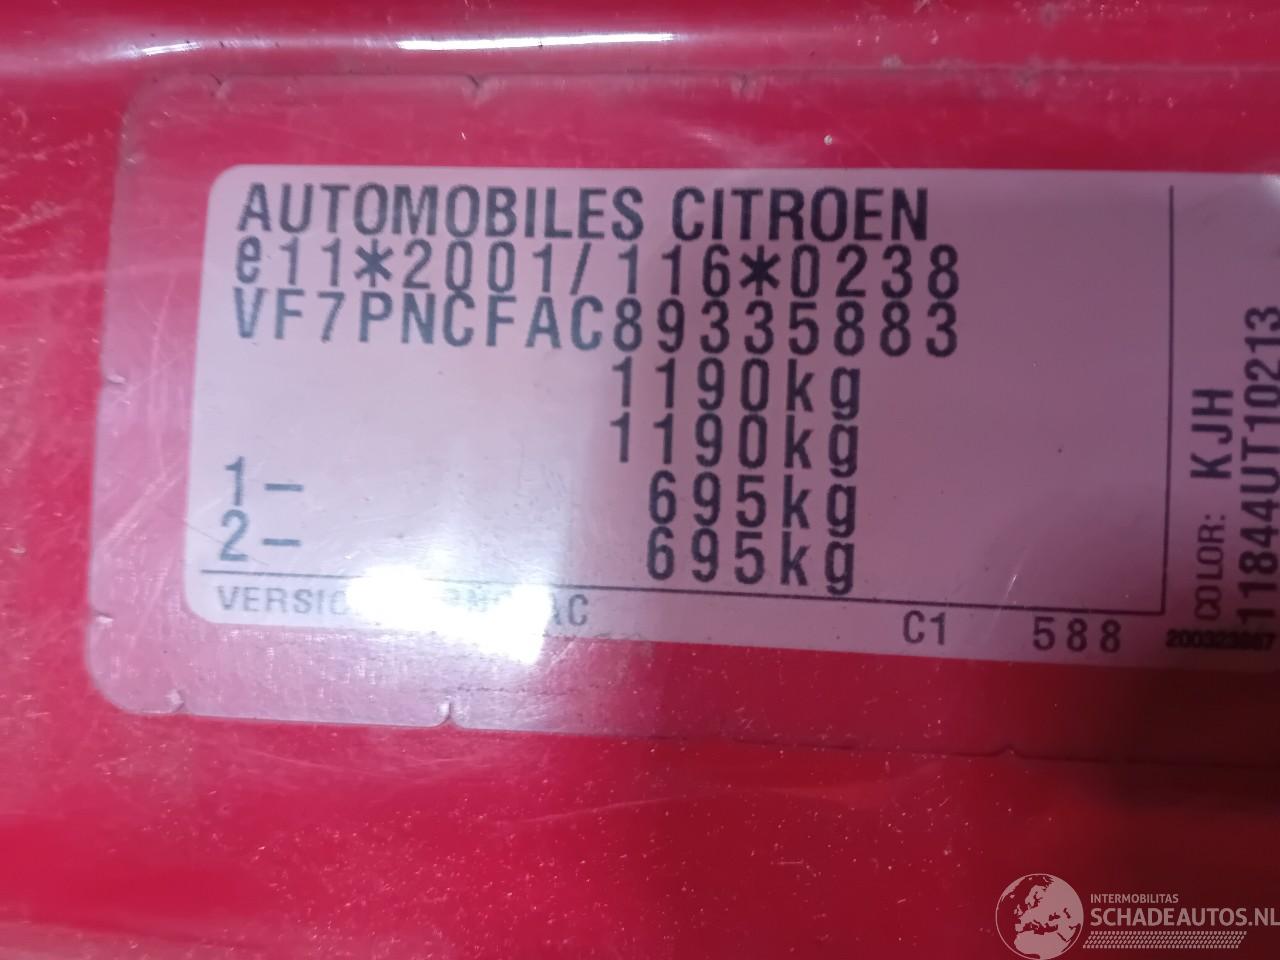 AUTOMOBILES CITROEN
e11*2001/116*0238
VF7PNCFAC89335883
1190kg
1190kg
1- 695kg
2- 695kg
C1 588
COLOR: KJH
11844UT10213
200323867
INTERMOBILITAS
SCHADEAUTOS.NL